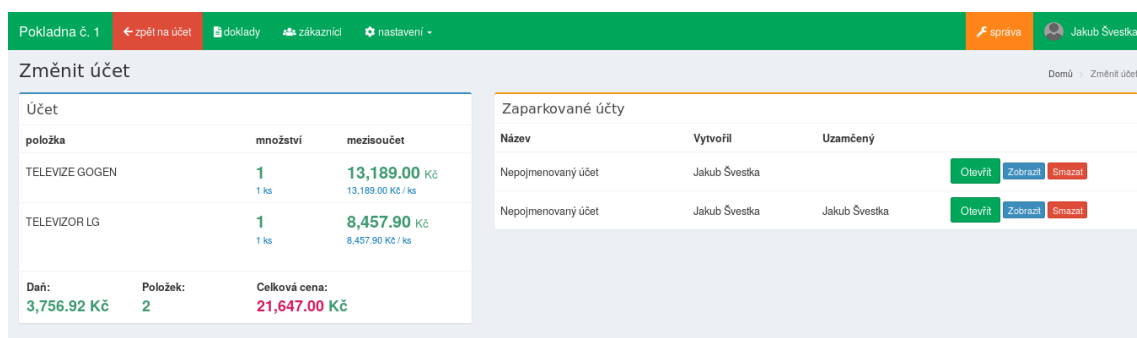 Pokladna č. 1 zpět na účet doklady zákazníci nastavení správa Jakub Švestka
Změnit účet
Domů > Změnit účet
Účet
položka množství mezisoučet
TELEVIZE GOGEN 1 13,189.00 Kč
1 ks 13,189.00 Kč / ks
TELEVIZOR LG 1 8,457.90 Kč
1 ks 8,457.90 Kč / ks
Daň: Položek: Celková cena:
3,756.92 Kč 2 21,647.00 Kč
Zaparkované účty
Název Vytvořil Uzamčený
Nepojmenovaný účet Jakub Švestka Otevřít Zobrazit Smazat
Nepojmenovaný účet Jakub Švestka Jakub Švestka Otevřít Zobrazit Smazat